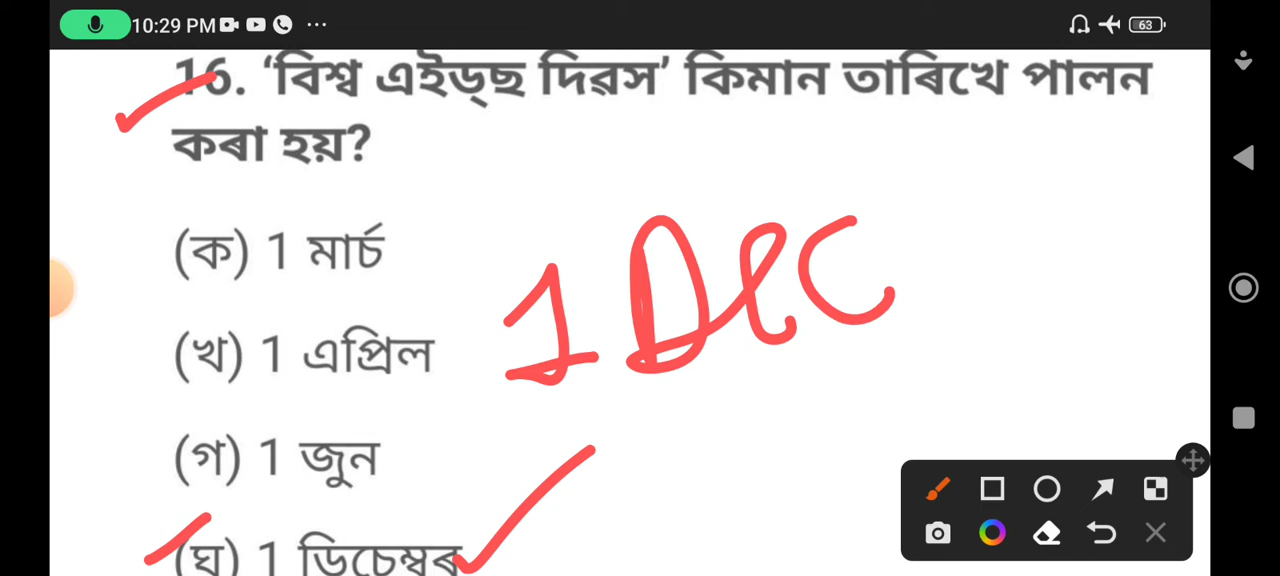 10:29 PM
63
16. ‘বিশ্ব এইড্ছ দিৱস’ কিমান তাৰিখে পালন
কৰা হয়?
(ক) 1 মার্চ
1 Dec
(খ) 1 এপ্ৰিল
(গ) 1 জুন
(ঘ) 1 ডিচেম্বৰ